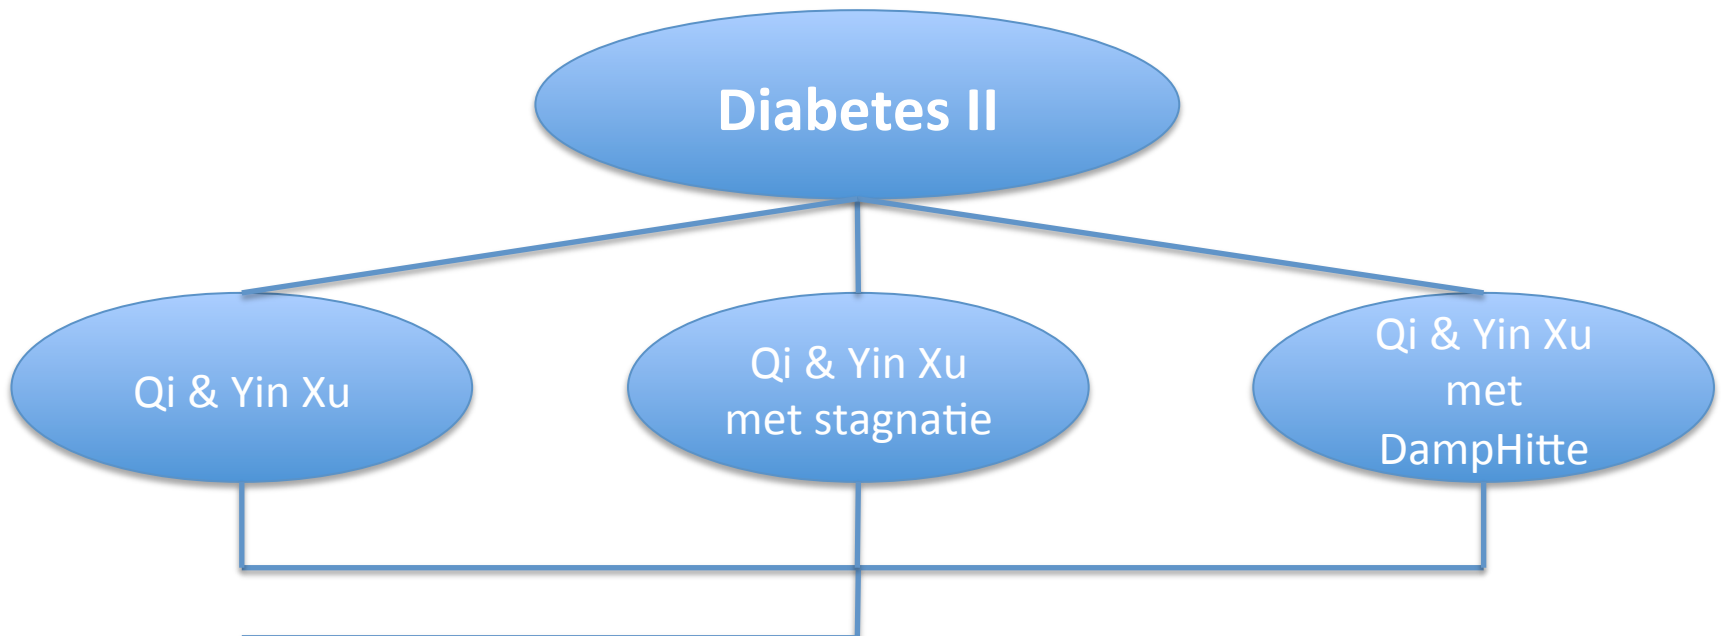 Diabetes II
Qi & Yin Xu
Qi & Yin Xu
met stagnatie
Qi & Yin Xu
met
DampHitte